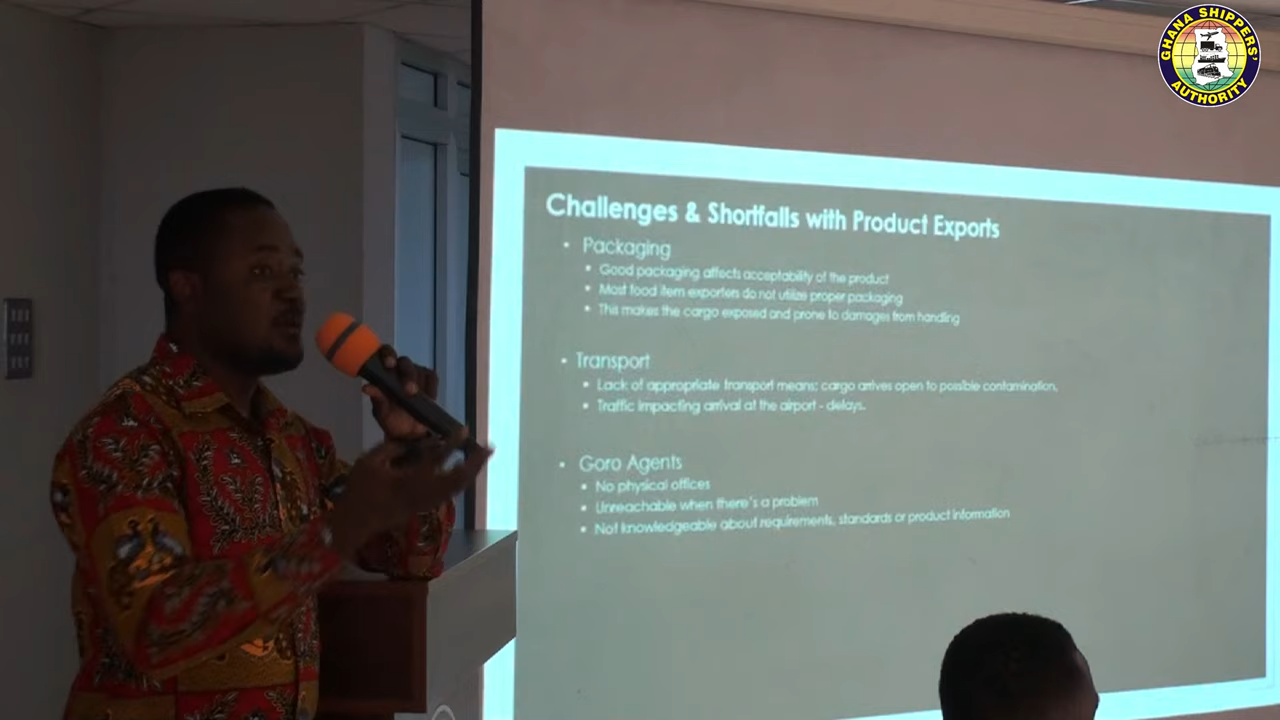 GHANA SHIPPERS'
AUTHORITY
Challenges & Shortfalls with Product Exports
• Packaging
• Good packaging affects acceptability of the product
• Most food item exporters do not utilize proper packaging
• This makes the cargo exposed and prone to damages from handling
• Transport
• Lack of appropriate transport means; cargo arrives open to possible contamination.
• Traffic impacting arrival at the airport - delays.
• Goro Agents
• No physical offices
• Unreachable when there's a problem
• Not knowledgeable about requirements, standards or product information